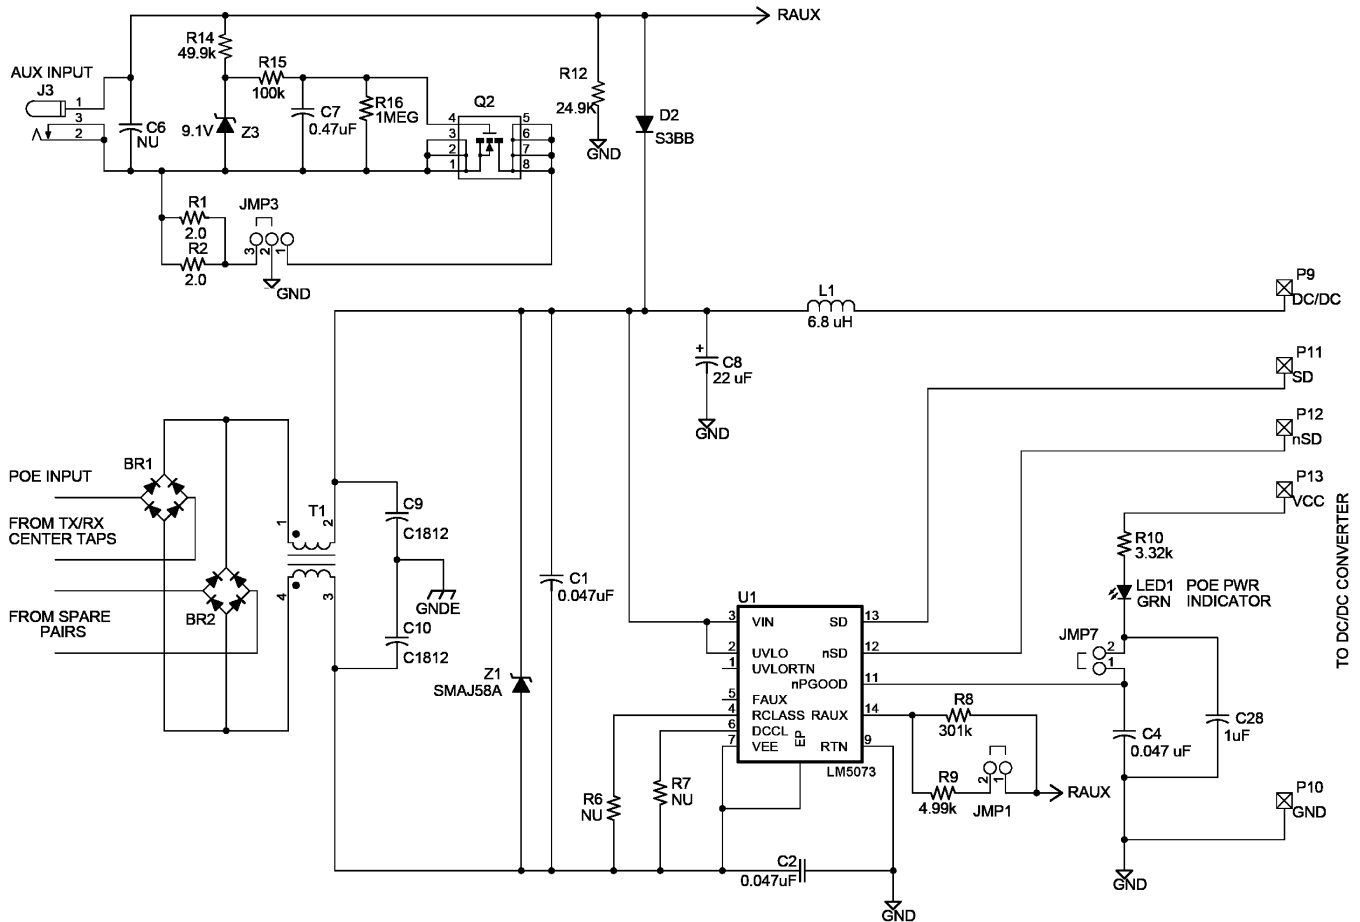 RAUX
R14
49.9k
AUX INPUT
J3
1
3
2
R15
100k
C6
NU
9.1V
Z3
C7
0.47uF
R16
1MEG
Q2
4
3
2
1
5
6
7
8
R12
24.9K
GND
D2
S3BB
R1
2.0
R2
2.0
JMP3
3
2
1
GND
L1
6.8 uH
P9
DC/DC
C8
22 uF
GND
P11
SD
P12
nSD
P13
VCC
POE INPUT
BR1
FROM TX/RX
CENTER TAPS
FROM SPARE
PAIRS
BR2
T1
1
2
4
3
C9
C1812
GNDE
C10
C1812
C1
0.047uF
Z1
SMAJ58A
U1
3
VIN
2
UVLO
1
UVLORTN
5
FAUX
4
RCLASS
6
DCCL
7
VEE
EP
SD
13
nSD
12
nPGOOD
11
RAUX
14
RTN
9
LM5073
R6
NU
R7
NU
C2
0.047uF
GND
R8
301k
R9
4.99k
2
1
JMP1
RAUX
R10
3.32k
LED1
GRN
POE PWR
INDICATOR
JMP7
2
1
C4
0.047 uF
C28
1uF
P10
GND
GND
TO DC/DC CONVERTER